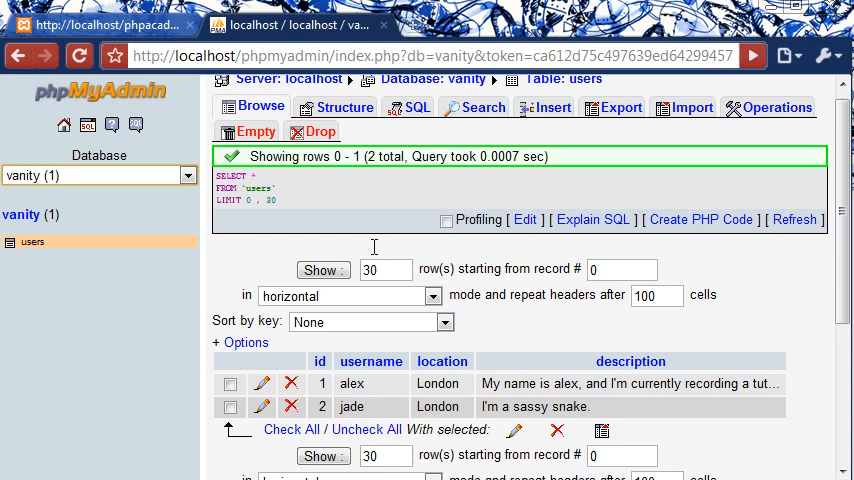 http://localhost/phpacad...
localhost / localhost / va...
http://localhost/phpmyadmin/index.php?db=vanity&token=ca612d75c497639ed64299457
phpMyAdmin
SQL
Database
vanity (1)
vanity (1)
users
Server: localhost Database: vanity Table: users
Browse Structure SQL Search Insert Export Import Operations
Empty Drop
Showing rows 0 - 1 (2 total, Query took 0.0007 sec)
SELECT *
FROM `users`
LIMIT 0 , 30
Profiling [ Edit ] [ Explain SQL ] [ Create PHP Code ] [ Refresh ]
Show : 30 row(s) starting from record # 0
in horizontal mode and repeat headers after 100 cells
Sort by key: None
+ Options
id username location description
1 alex London My name is alex, and I'm currently recording a tut...
2 jade London I'm a sassy snake.
Check All / Uncheck All With selected:
Show : 30 row(s) starting from record # 0